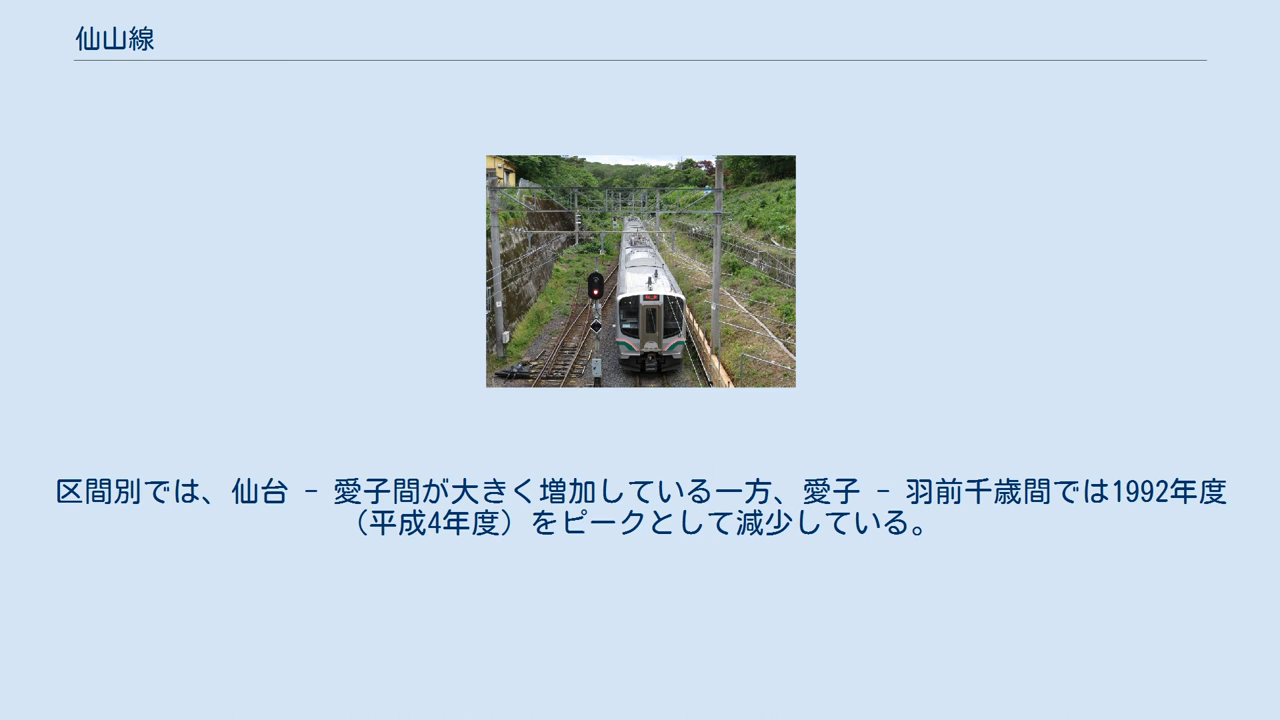 仙山線
区間別では、仙台 - 愛子間が大きく増加している一方、愛子 - 羽前千歳間では1992年度
（平成4年度）をピークとして減少している。